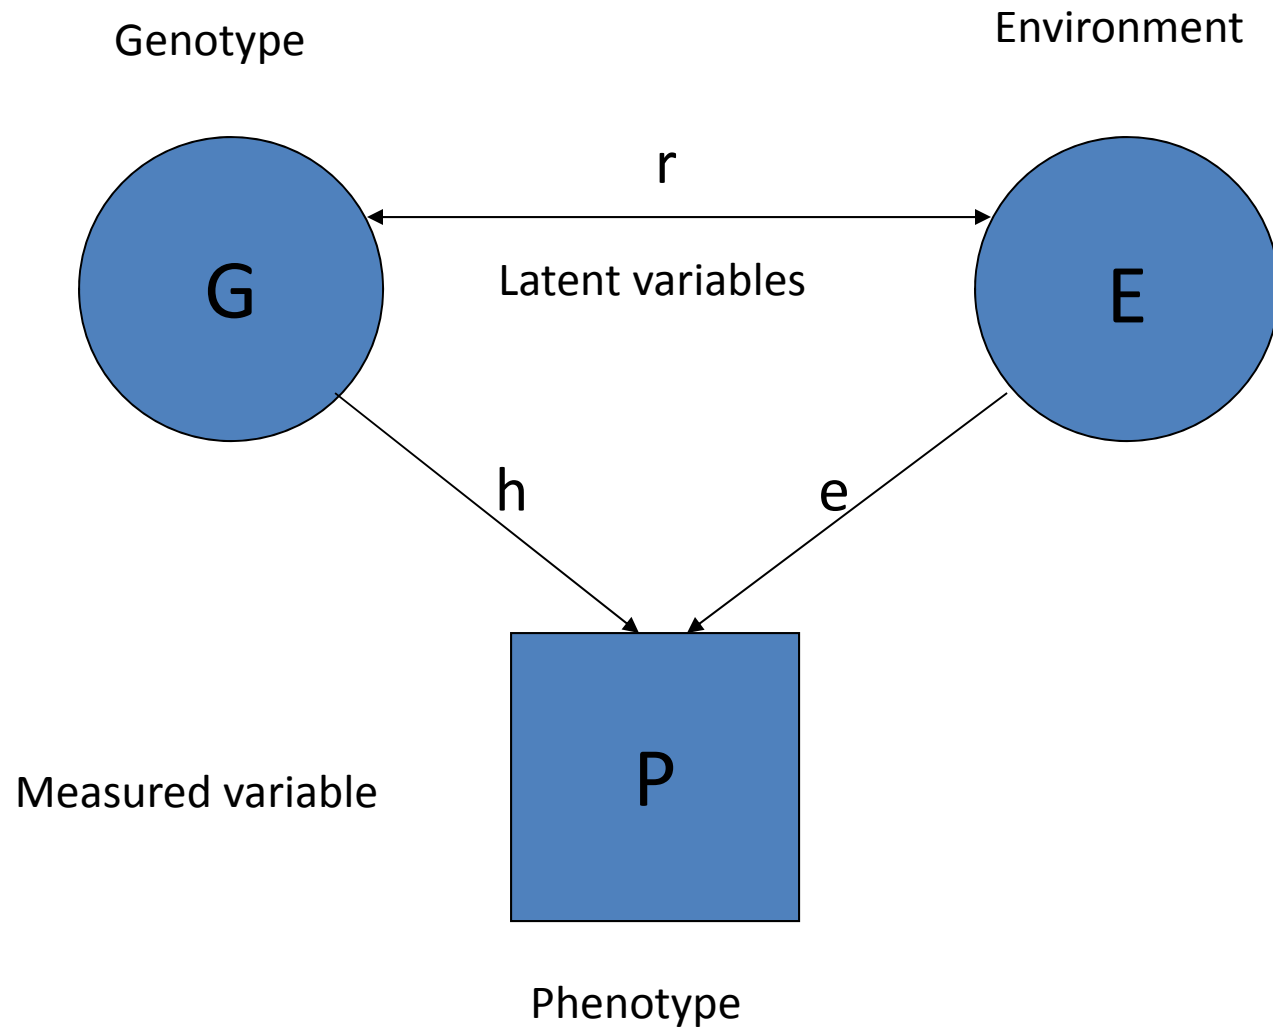 Genotype
Environment
r
G
Latent variables
E
h
e
P
Measured variable
Phenotype